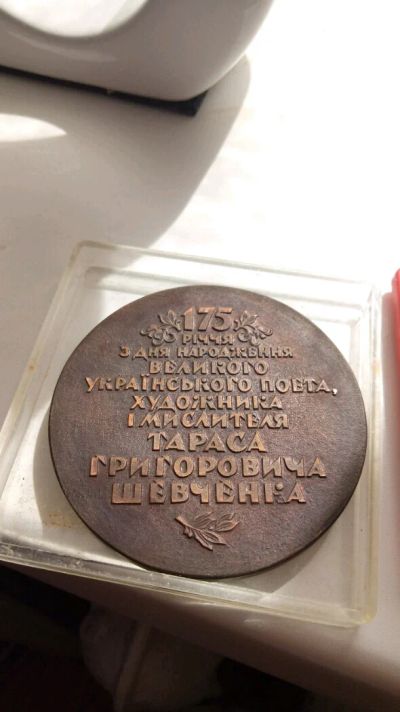 175
РІЧЧЯ
З ДНЯ НАРОДЖЕННЯ
ВЕЛИКОГО
УКРАЇНСЬКОГО ПОЕТА,
ХУДОЖНИКА
І МИСЛИТЕЛЯ
ТАРАСА
ГРИГОРОВИЧА
ШЕВЧЕНКА